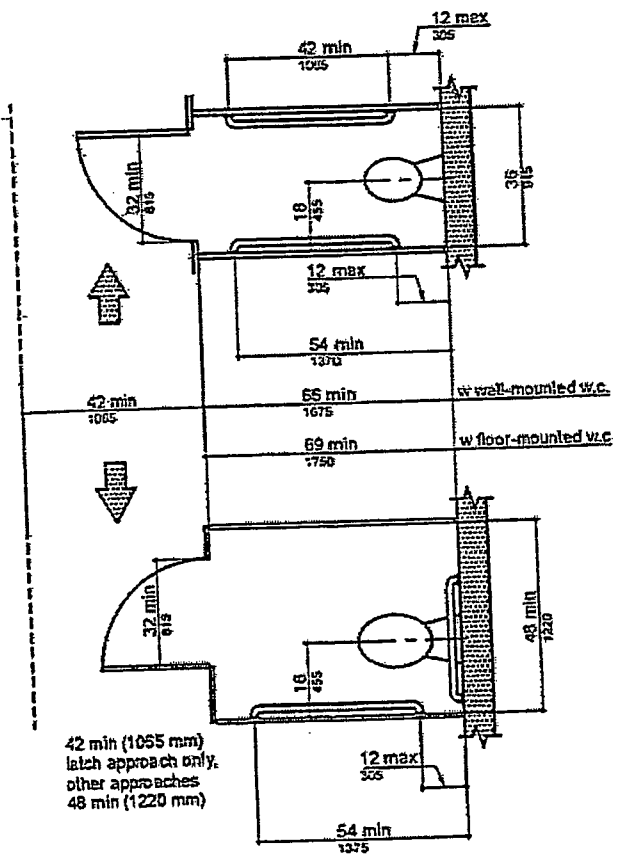 12 max
305
42 min
1065
32 min
815
18
455
36
915
12 max
305
54 min
1370
42 min
1065
66 min
1675
w wall-mounted w.c.
69 min
1750
w floor-mounted w.c
32 min
815
18
455
48 min
1220
42 min (1065 mm)
latch approach only,
other approaches
48 min (1220 mm)
12 max
305
54 min
1375